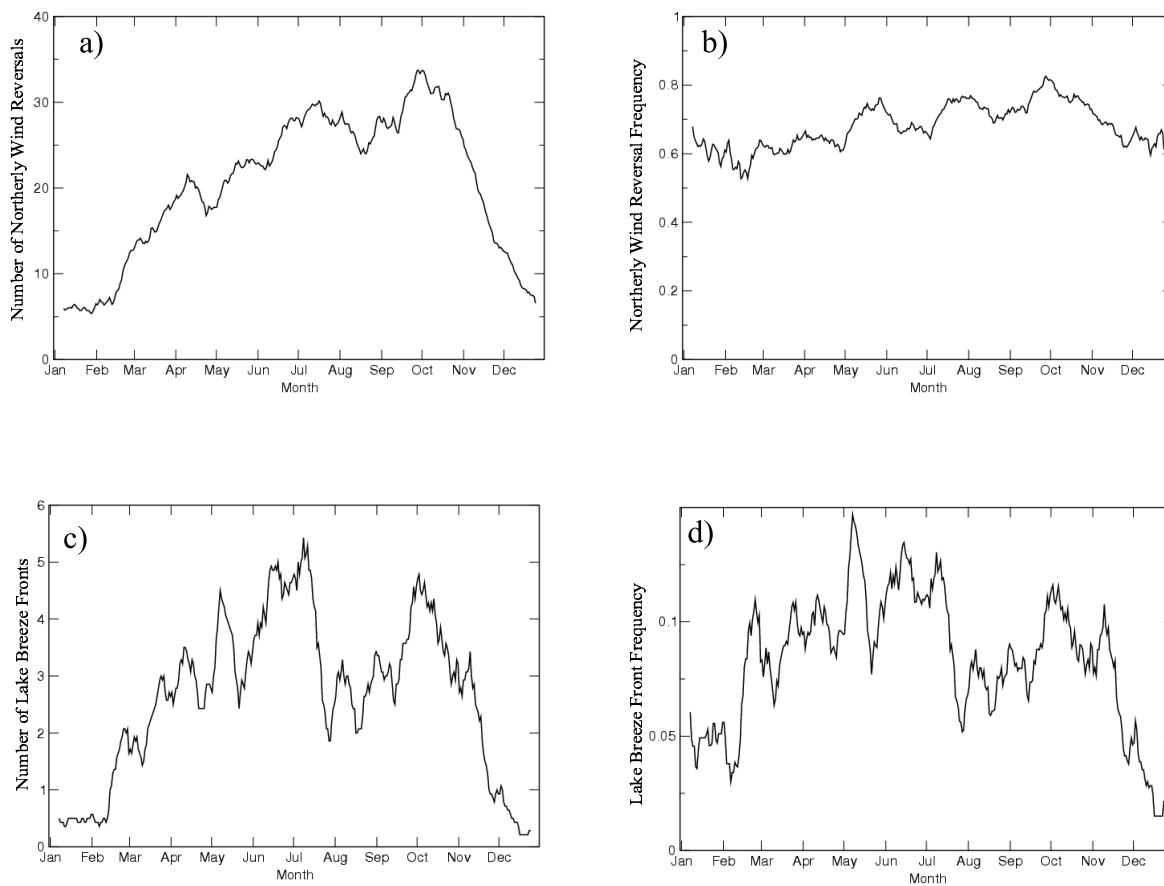 a)
Number of Northerly Wind Reversals
40
30
20
10
0
Jan Feb Mar Apr May Jun Jul Aug Sep Oct Nov Dec
Month
b)
Northerly Wind Reversal Frequency
1
0.8
0.6
0.4
0.2
0
Jan Feb Mar Apr May Jun Jul Aug Sep Oct Nov Dec
Month
c)
Number of Lake Breeze Fronts
6
5
4
3
2
1
0
Jan Feb Mar Apr May Jun Jul Aug Sep Oct Nov Dec
Month
d)
Lake Breeze Front Frequency
0.1
0.05
0
Jan Feb Mar Apr May Jun Jul Aug Sep Oct Nov Dec
Month